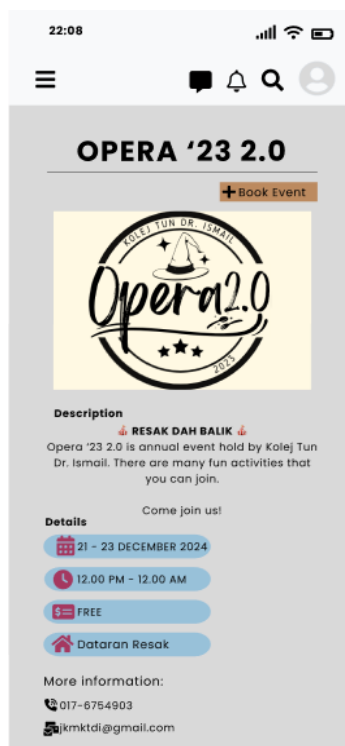 22:08
OPERA ‘23 2.0
Book Event
KOLEJ TUN DR. ISMAIL
Opera2.0
2023
Description
RESAK DAH BALIK
Opera ‘23 2.0 is annual event hold by Kolej Tun
Dr. Ismail. There are many fun activities that
you can join.
Come join us!
Details
21 - 23 DECEMBER 2024
12.00 PM - 12.00 AM
FREE
Dataran Resak
More information:
017-6754903
jkmktdi@gmail.com